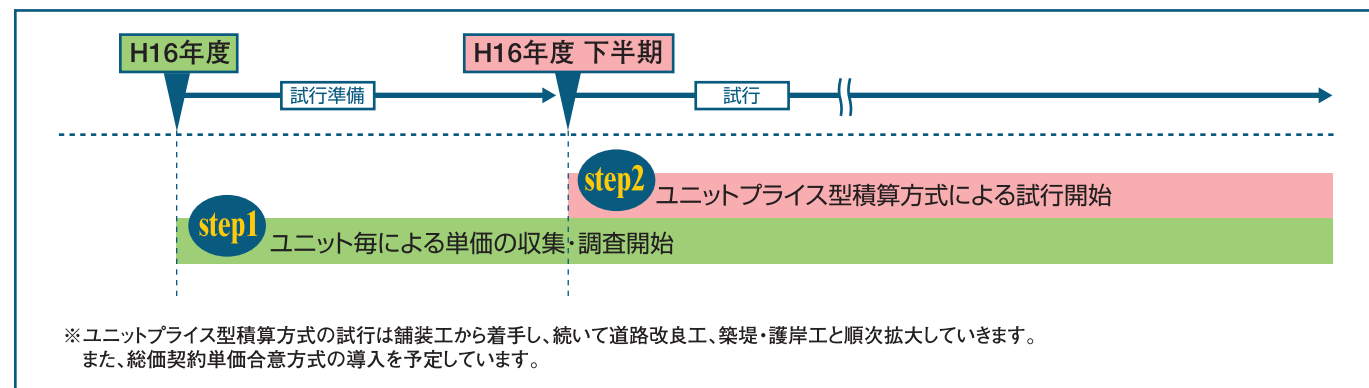 H16年度
H16年度 下半期
試行準備
試行
step2
ユニットプライス型積算方式による試行開始
step1
ユニット毎による単価の収集・調査開始
※ユニットプライス型積算方式の試行は舗装工から着手し、続いて道路改良工、築堤・護岸工と順次拡大していきます。
また、総価契約単価合意方式の導入を予定しています。